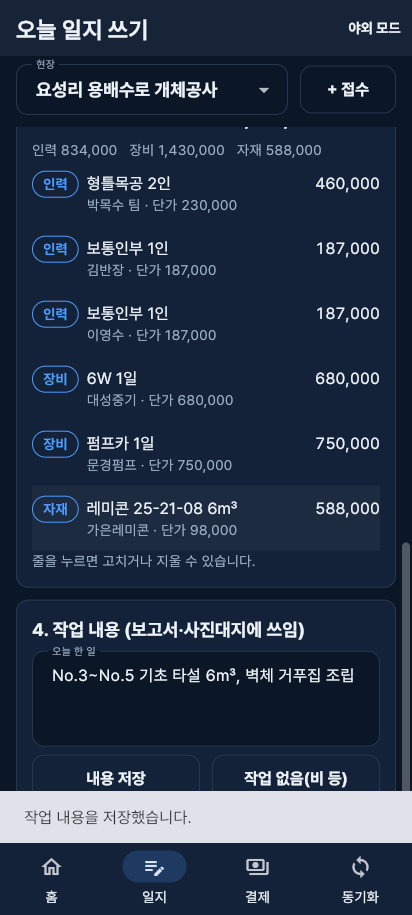 오늘 일지 쓰기
야외 모드
현장
요성리 용배수로 개체공사
+ 접수
인력 834,000 장비 1,430,000 자재 588,000
인력 형틀목공 2인 460,000
박목수 팀 · 단가 230,000
인력 보통인부 1인 187,000
김반장 · 단가 187,000
인력 보통인부 1인 187,000
이영수 · 단가 187,000
장비 6W 1일 680,000
대성중기 · 단가 680,000
장비 펌프카 1일 750,000
문경펌프 · 단가 750,000
자재 레미콘 25-21-08 6m³ 588,000
가은레미콘 · 단가 98,000
줄을 누르면 고치거나 지울 수 있습니다.
4. 작업 내용 (보고서·사진대지에 쓰임)
오늘 한 일
No.3~No.5 기초 타설 6m³, 벽체 거푸집 조립
내용 저장
작업 없음(비 등)
작업 내용을 저장했습니다.
홈
일지
결제
동기화